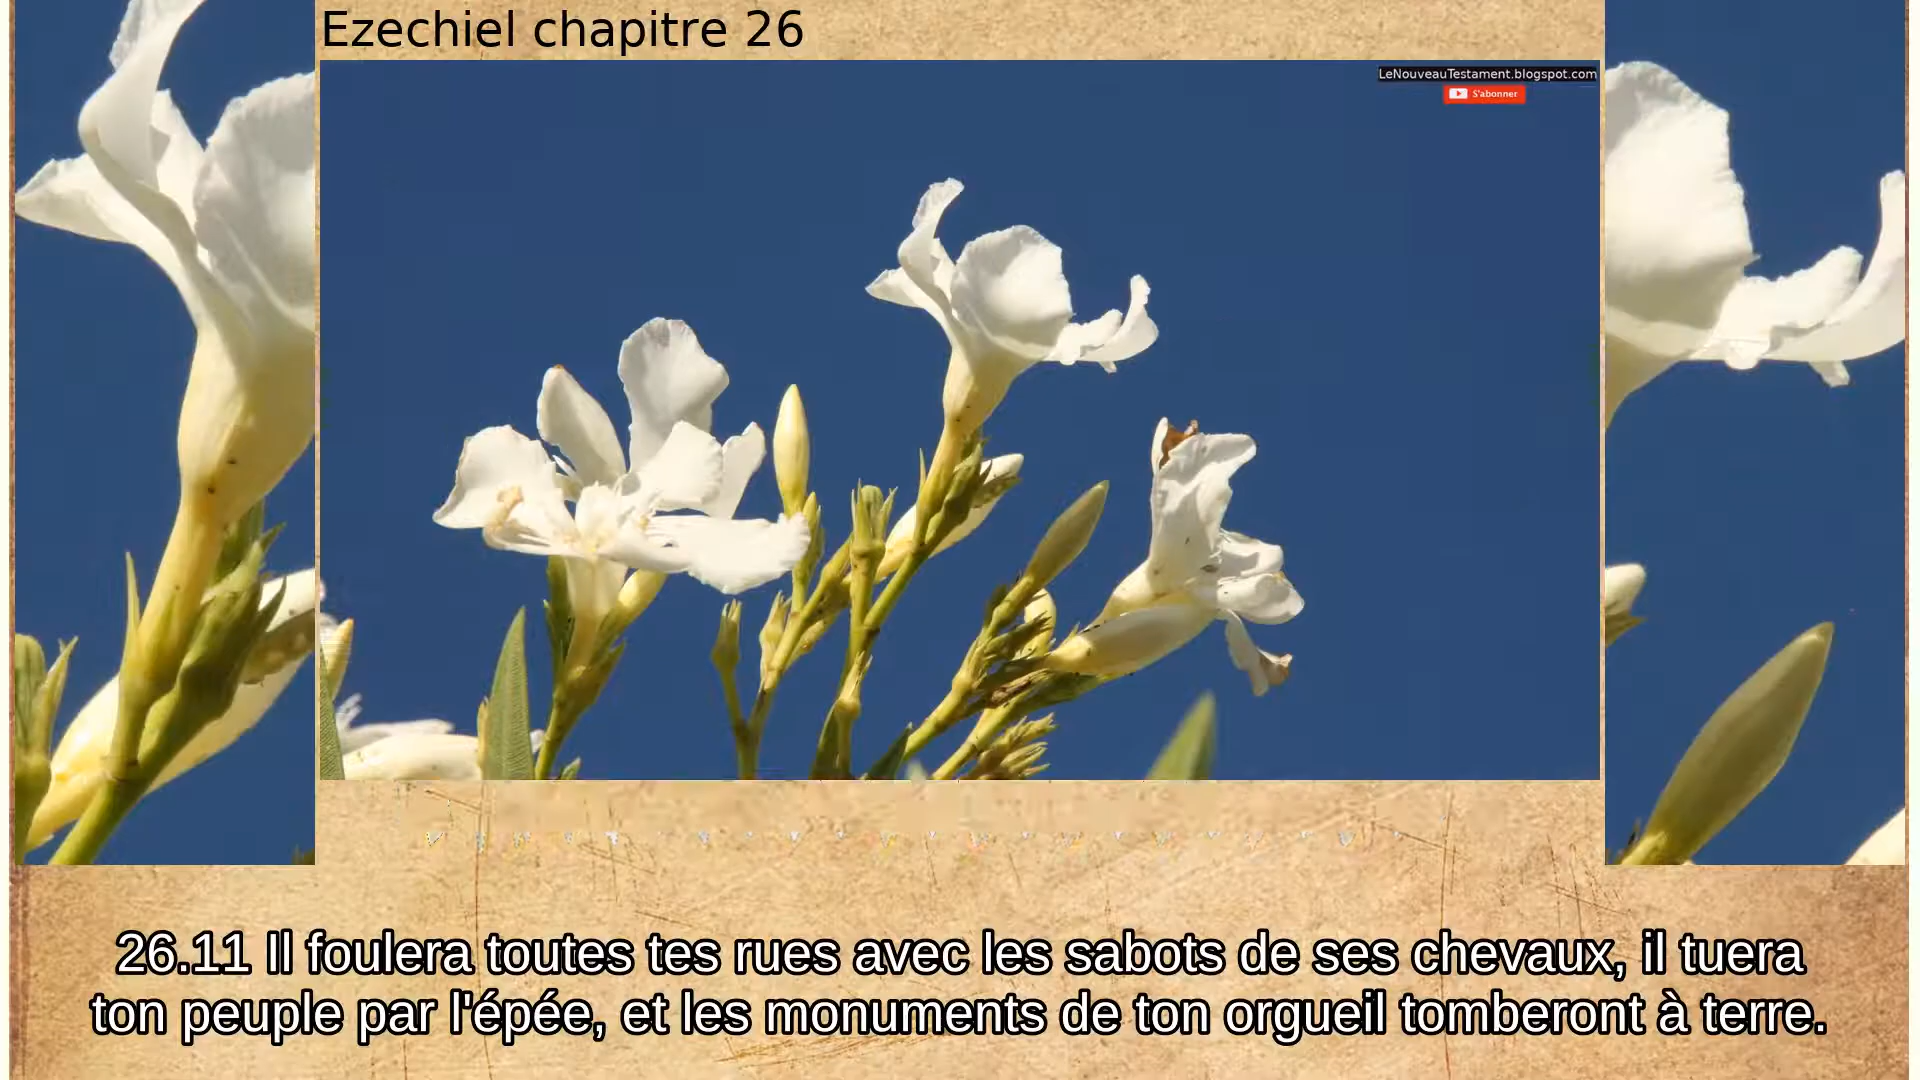 Ezechiel chapitre 26
LeNouveauTestament.blogspot.com
S'abonner
26.11 Il foulera toutes tes rues avec les sabots de ses chevaux, il tuera
ton peuple par l'épée, et les monuments de ton orgueil tomberont à terre.